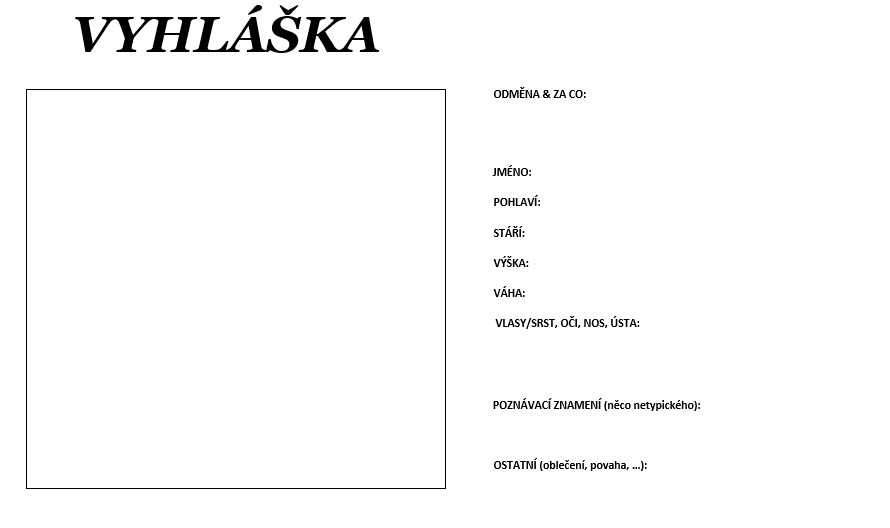 VYHLÁŠKA
ODMĚNA & ZA CO:
JMÉNO:
POHLAVÍ:
STÁŘÍ:
VÝŠKA:
VÁHA:
VLASY/SRST, OČI, NOS, ÚSTA:
POZNÁVACÍ ZNAMENÍ (něco netypického):
OSTATNÍ (oblečení, povaha, …):